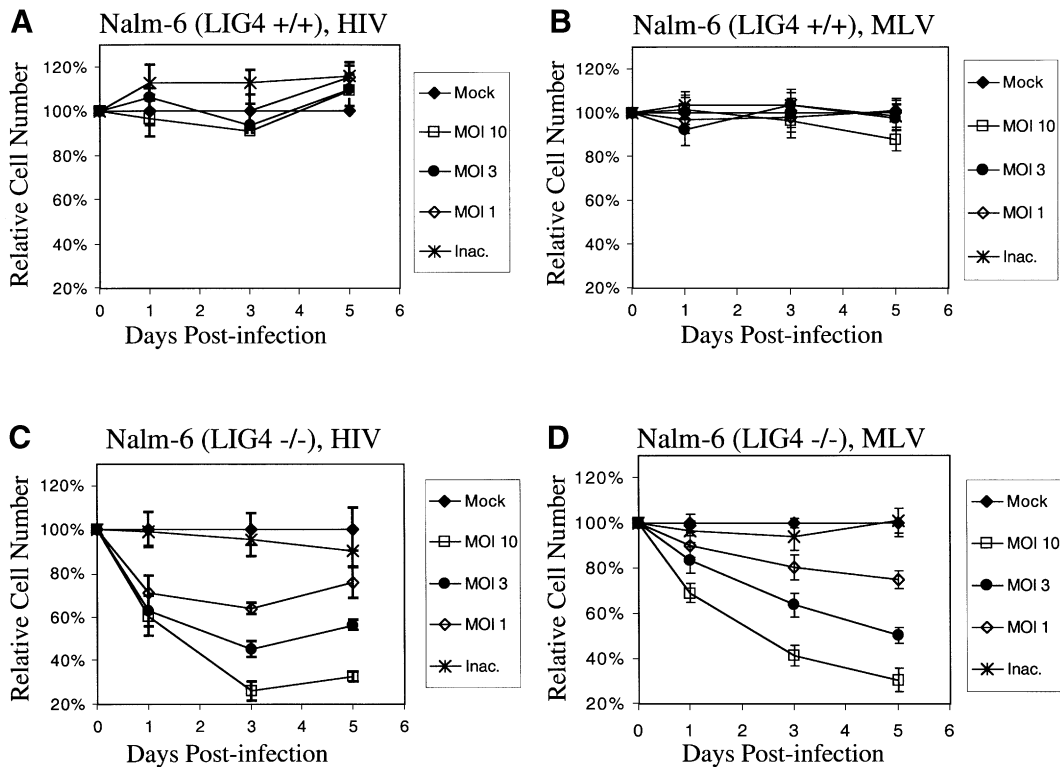 A
Nalm-6 (LIG4 +/+), HIV
Relative Cell Number
120%
100%
80%
60%
40%
20%
0 1 2 3 4 5 6
Days Post-infection
Mock
MOI 10
MOI 3
MOI 1
Inac.
B
Nalm-6 (LIG4 +/+), MLV
Relative Cell Number
120%
100%
80%
60%
40%
20%
0 1 2 3 4 5 6
Days Post-infection
Mock
MOI 10
MOI 3
MOI 1
Inac.
C
Nalm-6 (LIG4 -/-), HIV
Relative Cell Number
120%
100%
80%
60%
40%
20%
0 1 2 3 4 5 6
Days Post-infection
Mock
MOI 10
MOI 3
MOI 1
Inac.
D
Nalm-6 (LIG4 -/-), MLV
Relative Cell Number
120%
100%
80%
60%
40%
20%
0 1 2 3 4 5 6
Days Post-infection
Mock
MOI 10
MOI 3
MOI 1
Inac.